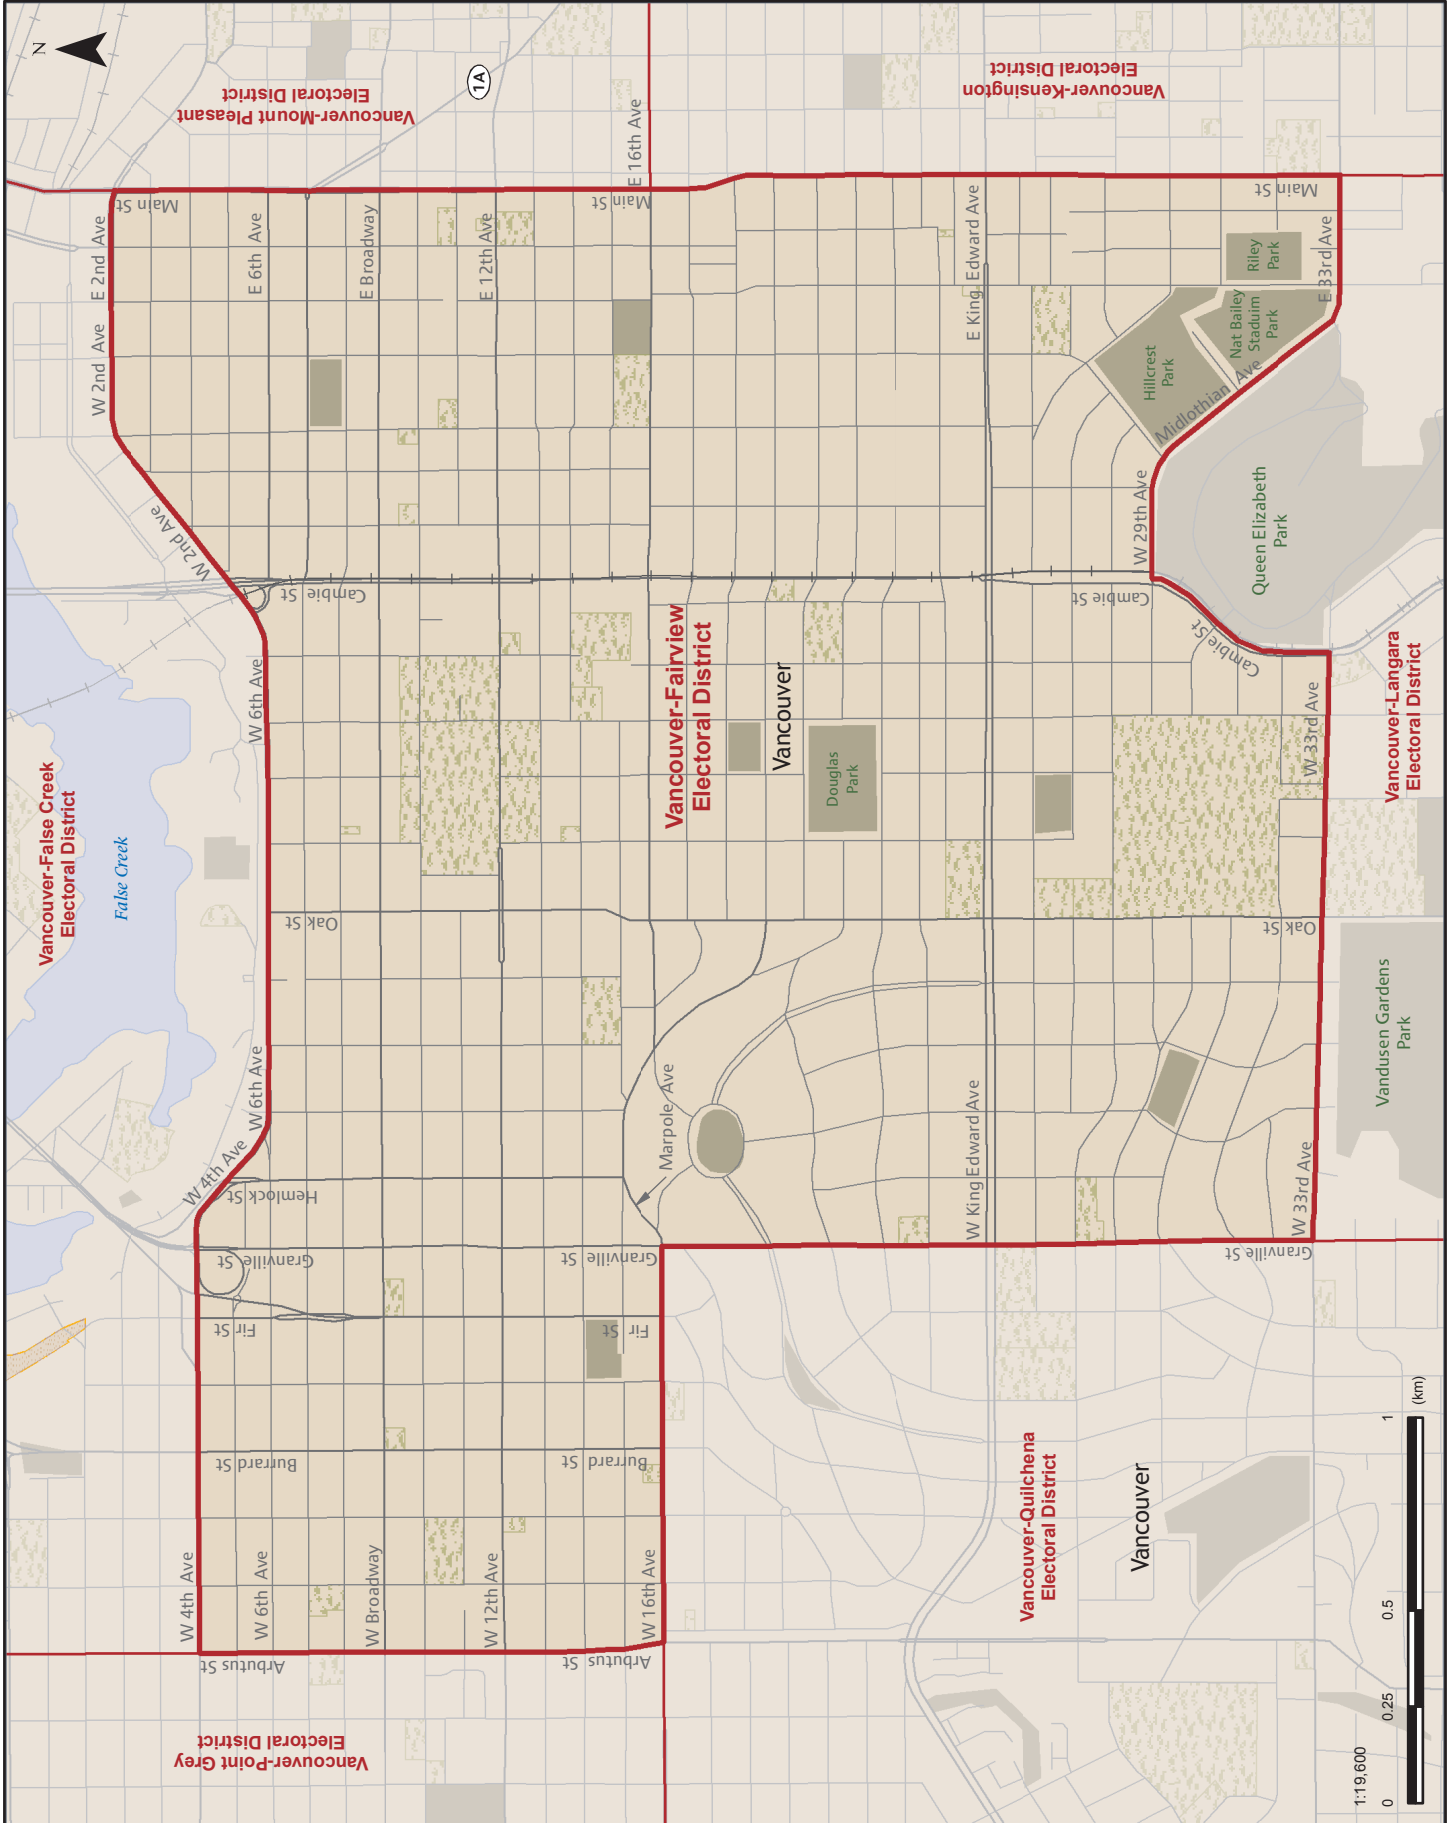 N
Vancouver-Mount Pleasant
Electoral District
1A
Vancouver-Kensington
Electoral District
E 16th Ave
Main St
Main St
Main St
E 2nd Ave
E 6th Ave
E Broadway
E 12th Ave
E King Edward Ave
E 33rd Ave
Riley
Park
Nat Bailey
Staduim
Park
Hillcrest
Park
Midlothian Ave
W 2nd Ave
W 2nd Ave
W 29th Ave
Queen Elizabeth
Park
Cambie St
Cambie St
Cambie St
Vancouver-Fairview
Electoral District
Vancouver
Douglas
Park
W 6th Ave
W 33rd Ave
Vancouver-Langara
Electoral District
Vancouver-False Creek
Electoral District
False Creek
Oak St
Oak St
Vandusen Gardens
Park
W 6th Ave
Marpole Ave
W King Edward Ave
W 33rd Ave
W 4th Ave
Hemlock St
Granville St
Granville St
Granville St
Fir St
Fir St
Burrard St
Burrard St
W 4th Ave
W 6th Ave
W Broadway
W 12th Ave
W 16th Ave
Arbutus St
Arbutus St
Vancouver-Quilchena
Electoral District
Vancouver
Vancouver-Point Grey
Electoral District
1:19,600
0
0.25
0.5
1
(km)